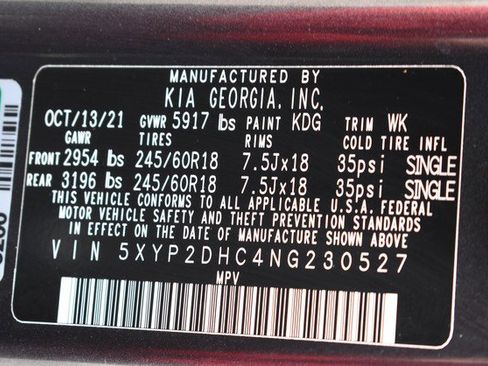 MANUFACTURED BY
KIA GEORGIA, INC.
OCT/13/21 GVWR 5917 lbs PAINT KDG TRIM WK
GAWR TIRES RIMS COLD TIRE INFL
FRONT 2954 lbs 245/60R18 7.5Jx18 35psi SINGLE
REAR 3196 lbs 245/60R18 7.5Jx18 35psi SINGLE
THIS VEHICLE CONFORMS TO ALL APPLICABLE U.S.A. FEDERAL
MOTOR VEHICLE SAFETY, BUMPER, AND THEFT PREVENTION STANDARDS
IN EFFECT ON THE DATE OF MANUFACTURE SHOWN ABOVE.
VIN 5XYP2DHC4NG230527
MPV